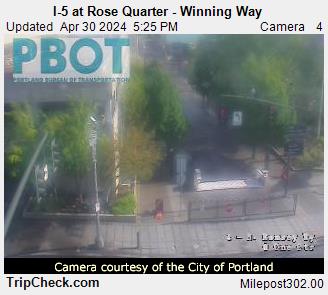 I-5 at Rose Quarter - Winning Way
Updated Apr 30 2024 5:25 PM Camera 4
PBOT
PORTLAND BUREAU OF TRANSPORTATION
Camera courtesy of the City of Portland
TripCheck.com Milepost302.00